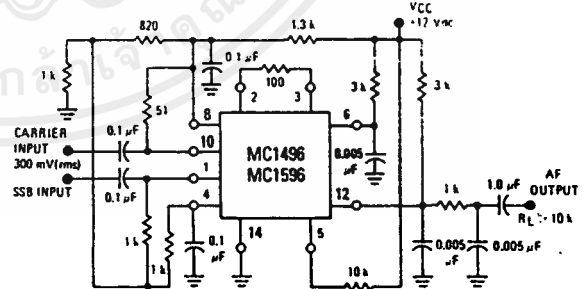 VCC
+12 Vdc
820
1.3 k
1 k
0.1 µF
100
3 k
3 k
51
2
3
8
6
CARRIER
INPUT
300 mV(rms)
0.1 µF
10
MC1496
MC1596
0.005
µF
SSB INPUT
0.1 µF
1
12
1 k
1.0 µF
AF
OUTPUT
4
14
5
1 k
1 k
0.1
µF
10 k
0.005
µF
0.005 µF